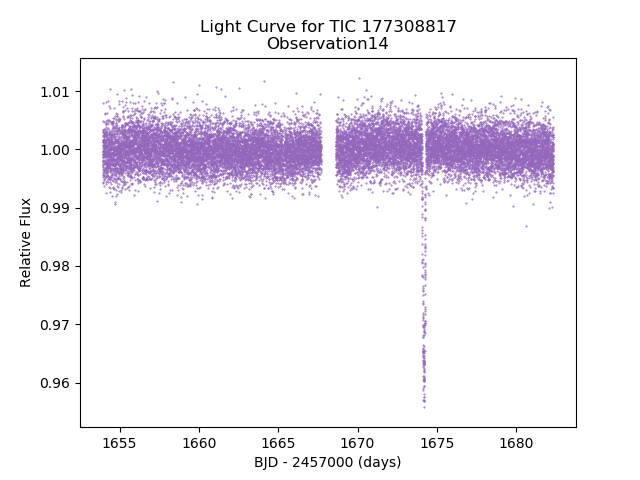 Light Curve for TIC 177308817
Observation14
1.01
1.00
0.99
0.98
0.97
0.96
Relative Flux
1655 1660 1665 1670 1675 1680
BJD - 2457000 (days)